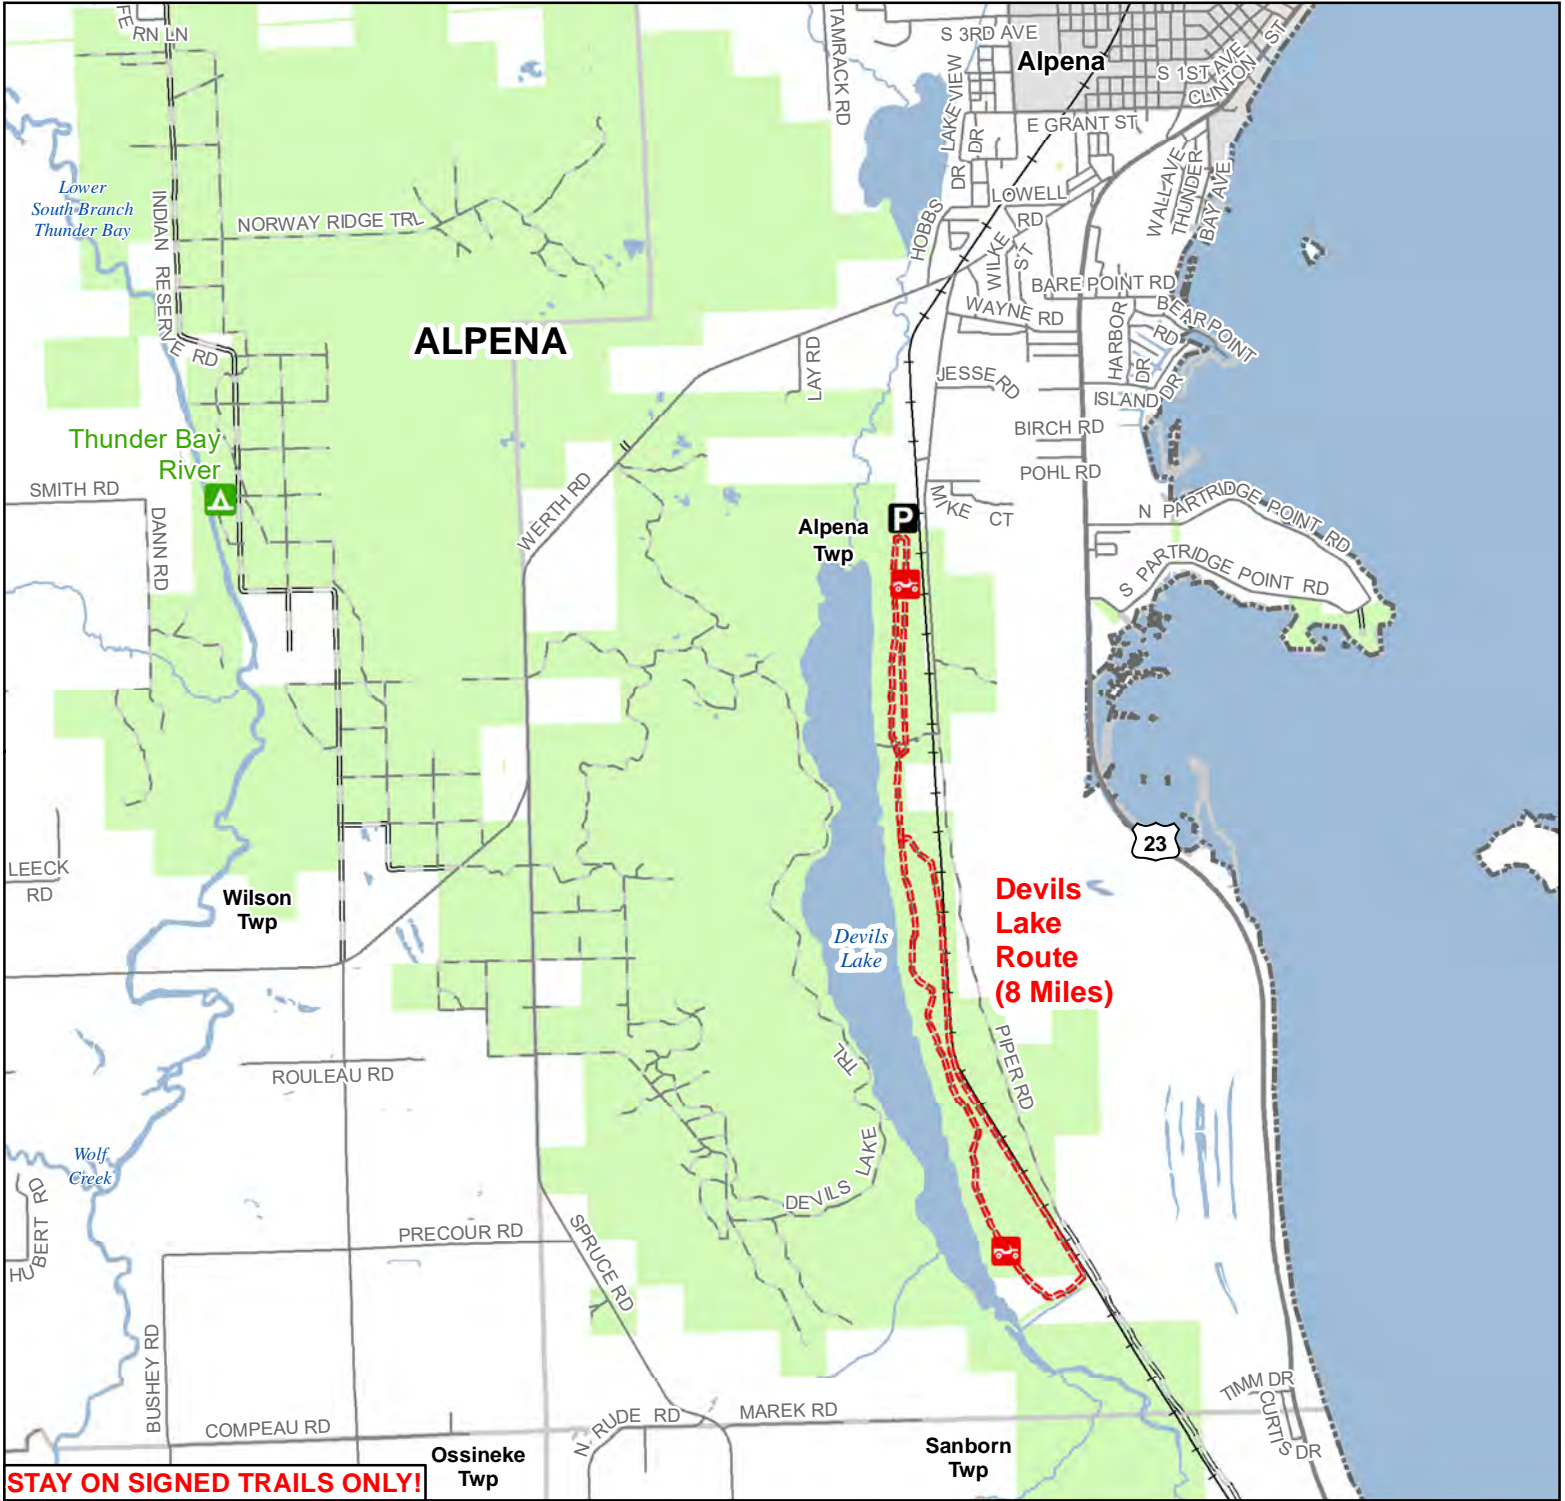 FERN LN
TAMRACK RD
S 3RD AVE
Alpena
S 1ST AVE
CLINTON ST
LAKE VIEW
DR
E GRANT ST
DR
LOWELL
RD
WALL AVE
THUNDER
BAY AVE
Lower
South Branch
Thunder Bay
INDIAN RESERVE RD
NORWAY RIDGE TRL
HOBBS
WILKE
ST
BARE POINT RD
WAYNE RD
BEAR POINT
RD
HARBOR
DR
ALPENA
LAY RD
JESSE RD
ISLAND DR
BIRCH RD
POHL RD
Thunder Bay
River
SMITH RD
DANN RD
WERTH RD
MIKE CT
P
N PARTRIDGE POINT RD
Alpena
Twp
S PARTRIDGE POINT RD
23
LEECK
RD
Wilson
Twp
Devils
Lake
Devils
Lake
Route
(8 Miles)
PIPER RD
ROULEAU RD
DEVILS LAKE TRL
Wolf
Creek
HUBERT RD
PRECOUR RD
SPRUCE RD
BUSHEY RD
COMPEAU RD
N. RUDE RD
MAREK RD
TIMM DR
CURTIS DR
Ossineke
Twp
Sanborn
Twp
STAY ON SIGNED TRAILS ONLY!